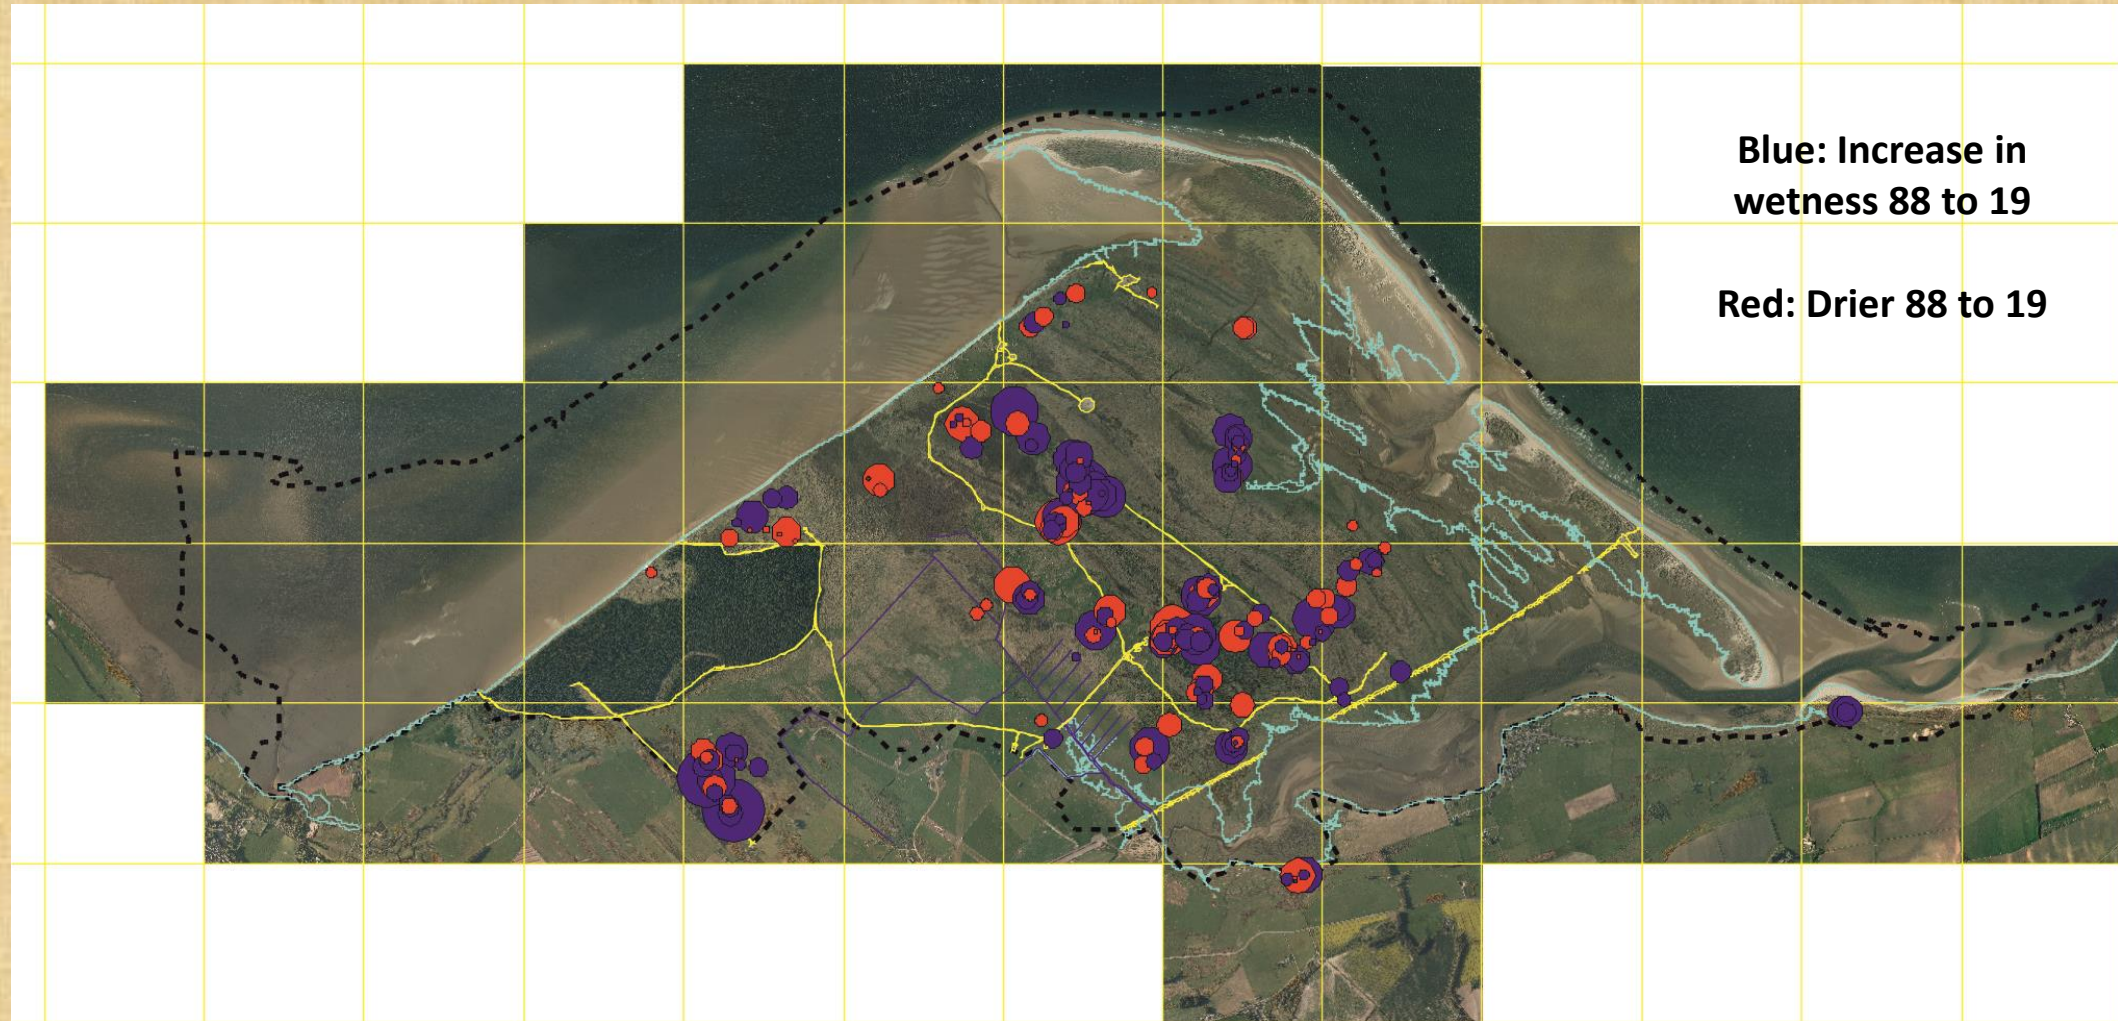 Blue: Increase in
wetness 88 to 19
Red: Drier 88 to 19